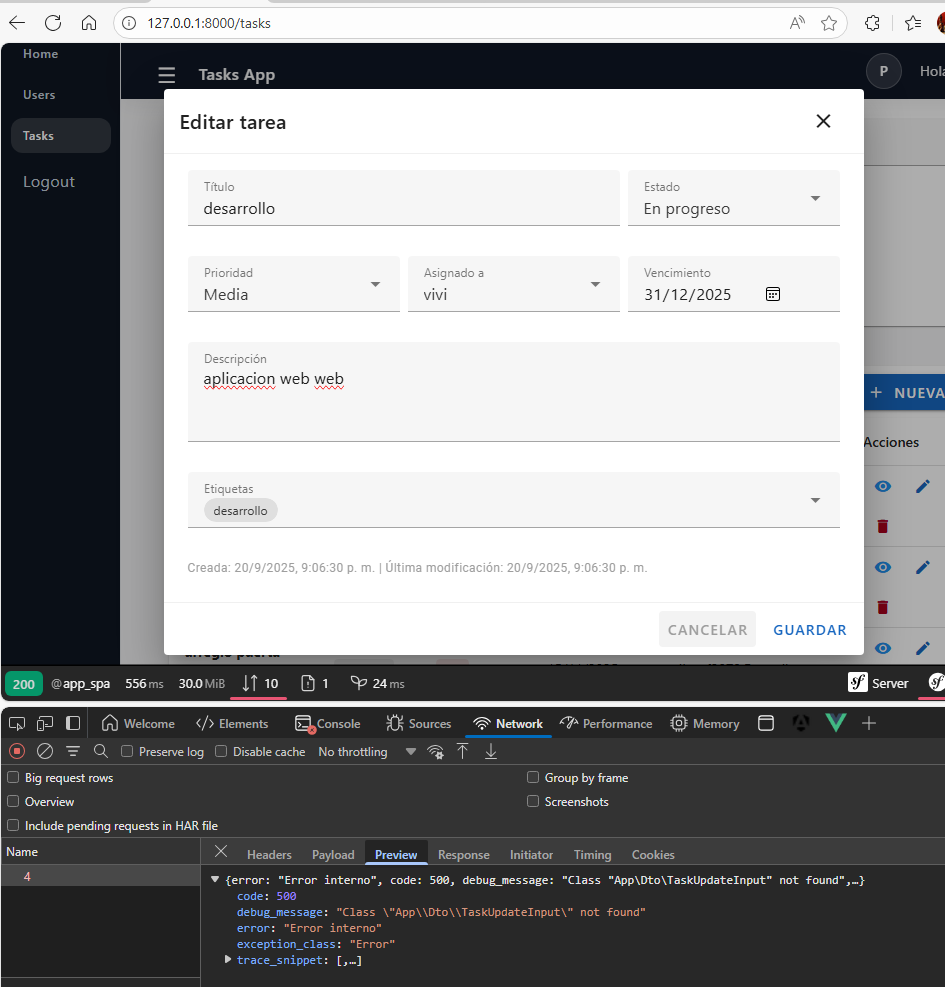 127.0.0.1:8000/tasks
Home
Tasks App
P
Hola
Users
Tasks
Logout
Editar tarea
Título
desarrollo
Estado
En progreso
Prioridad
Media
Asignado a
vivi
Vencimiento
31/12/2025
Descripción
aplicacion web web
Etiquetas
desarrollo
Creada: 20/9/2025, 9:06:30 p. m. | Última modificación: 20/9/2025, 9:06:30 p. m.
CANCELAR
GUARDAR
+ NUEVA
Acciones
200 @app_spa 556 ms 30.0 MiB 10 1 24 ms Server
Welcome Elements Console Sources Network Performance Memory
Preserve log Disable cache No throttling
Big request rows Group by frame
Overview Screenshots
Include pending requests in HAR file
Name
4
Headers Payload Preview Response Initiator Timing Cookies
{error: "Error interno", code: 500, debug_message: "Class "App\Dto\TaskUpdateInput" not found",…}
code: 500
debug_message: "Class \"App\\Dto\\TaskUpdateInput\" not found"
error: "Error interno"
exception_class: "Error"
trace_snippet: [,…]